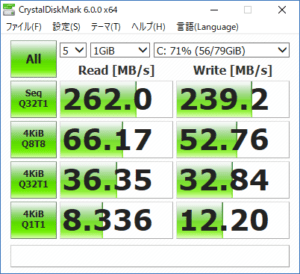 CrystalDiskMark 6.0.0 x64
ファイル(F) 設定(S) テーマ(T) ヘルプ(H) 言語(Language)
All 5 1GiB C: 71% (56/79GiB)
Read [MB/s] Write [MB/s]
Seq Q32T1 262.0 239.2
4KiB Q8T8 66.17 52.76
4KiB Q32T1 36.35 32.84
4KiB Q1T1 8.336 12.20